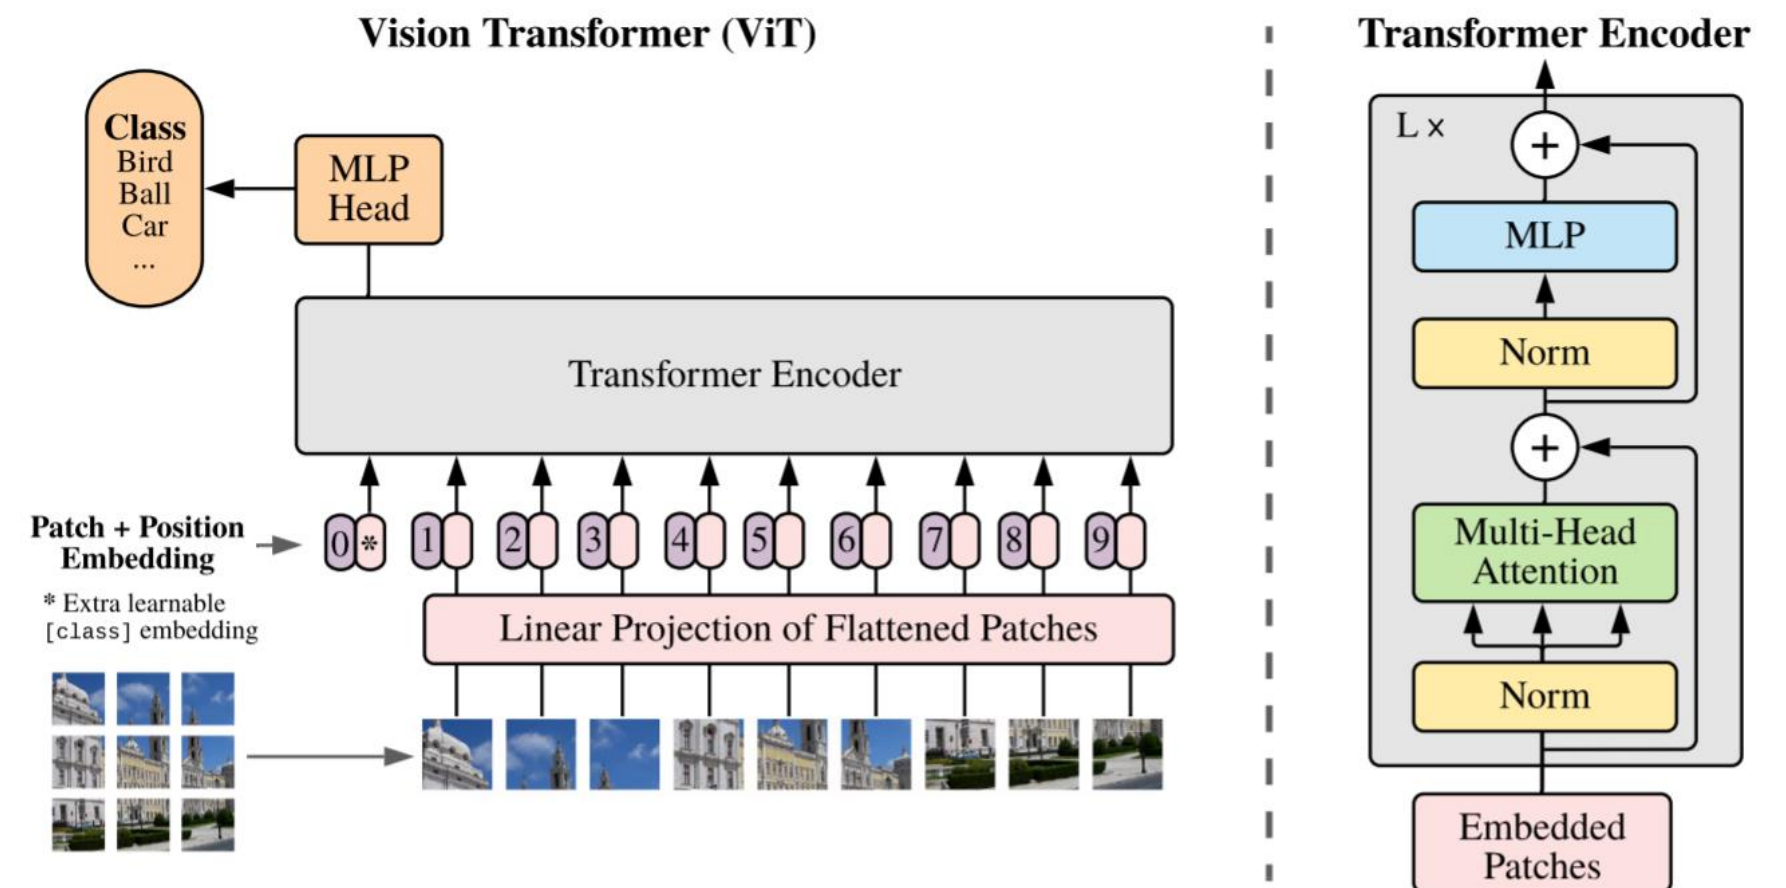 Vision Transformer (ViT)
Class
Bird
Ball
Car
...
MLP
Head
Transformer Encoder
Patch + Position
Embedding
0 * 1 2 3 4 5 6 7 8 9
* Extra learnable
[class] embedding
Linear Projection of Flattened Patches
Transformer Encoder
L ×
+
MLP
Norm
+
Multi-Head
Attention
Norm
Embedded
Patches